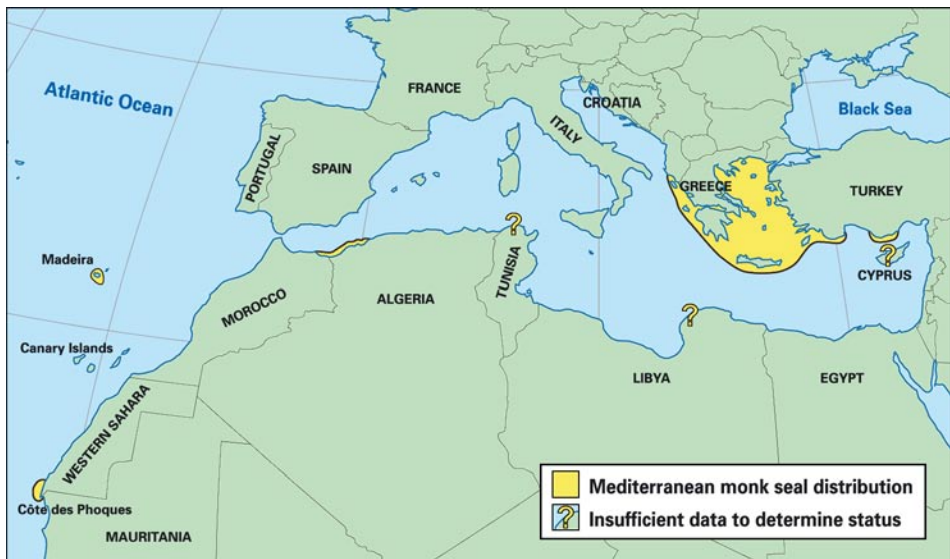 Atlantic Ocean
FRANCE
CROATIA
ITALY
Black Sea
PORTUGAL
SPAIN
GREECE
TURKEY
?
Madeira
?
CYPRUS
TUNISIA
MOROCCO
ALGERIA
?
Canary Islands
LIBYA
EGYPT
WESTERN SAHARA
Côte des Phoques
MAURITANIA
Mediterranean monk seal distribution
? Insufficient data to determine status